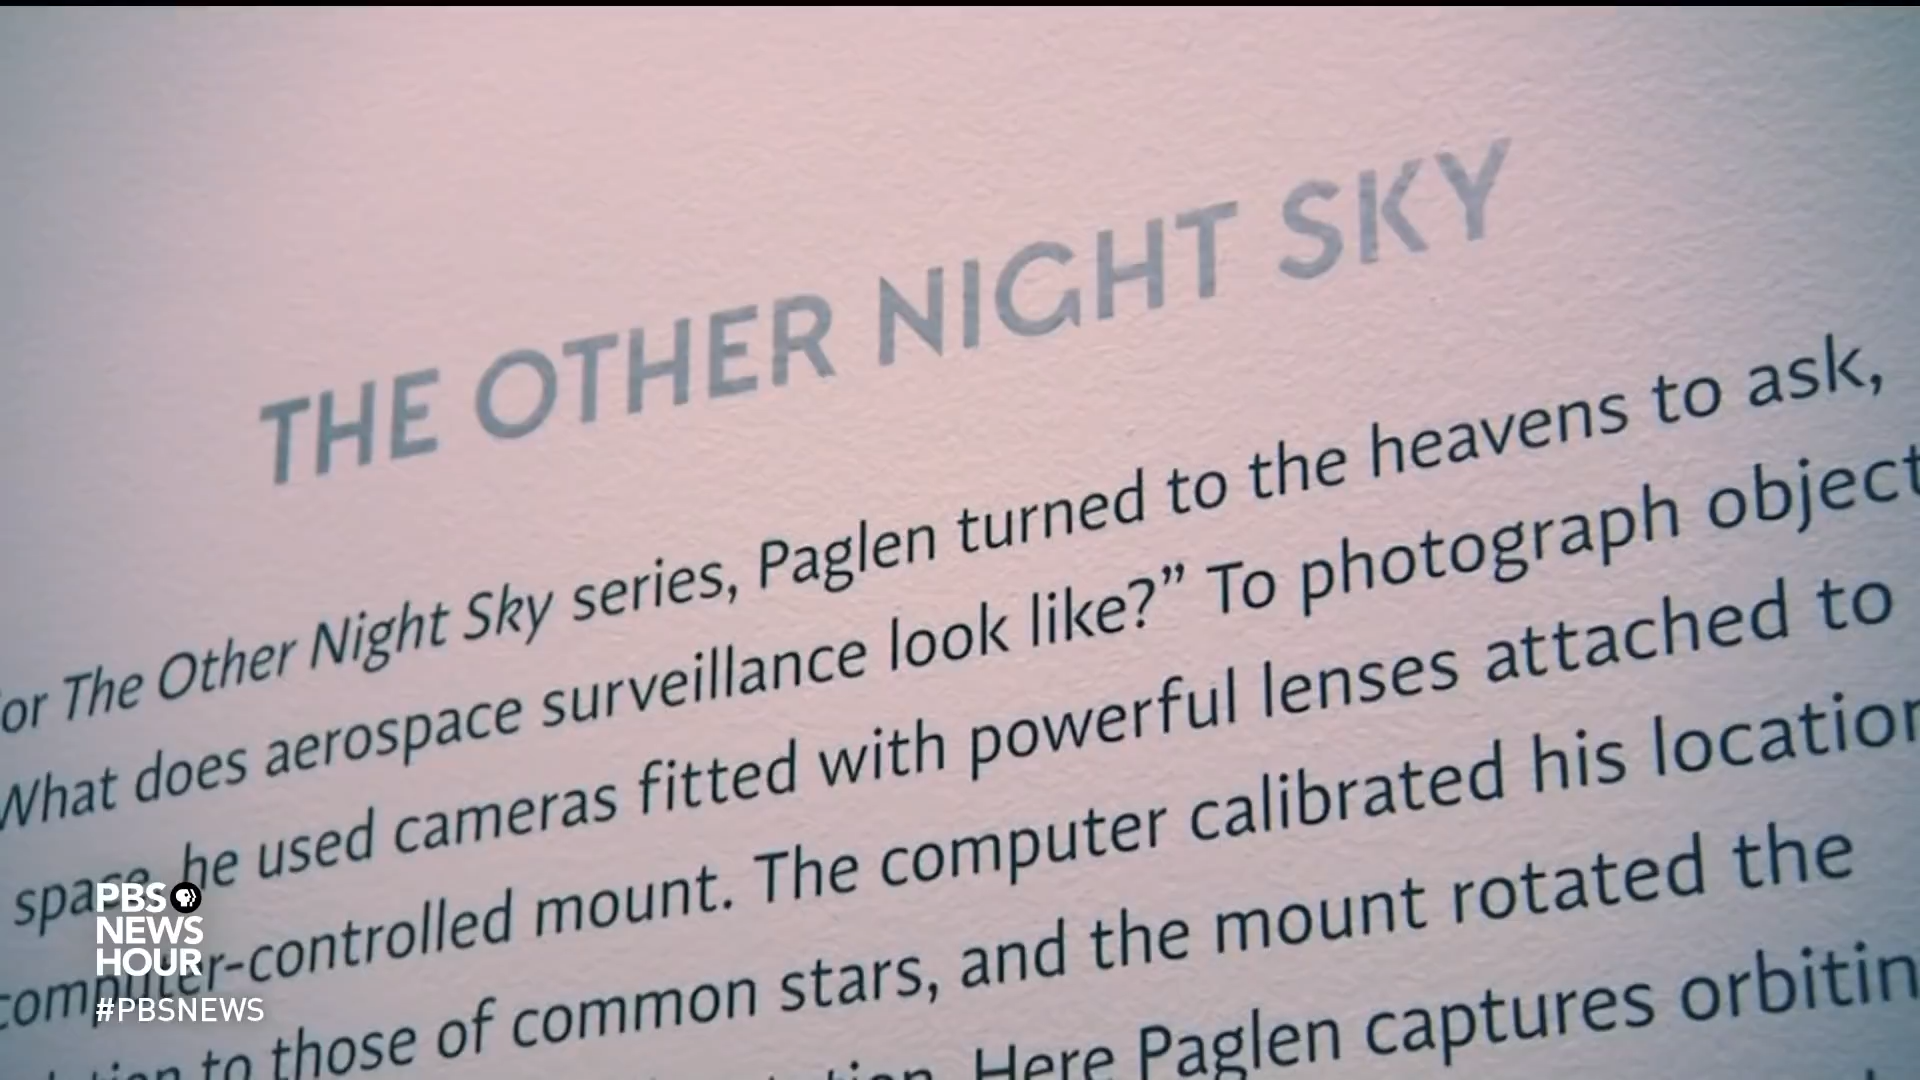 THE OTHER NIGHT SKY
or The Other Night Sky series, Paglen turned to the heavens to ask,
What does aerospace surveillance look like?” To photograph object
space, he used cameras fitted with powerful lenses attached to
computer-controlled mount. The computer calibrated his location
to those of common stars, and the mount rotated the
Here Paglen captures orbitin
PBS
NEWS
HOUR
#PBSNEWS